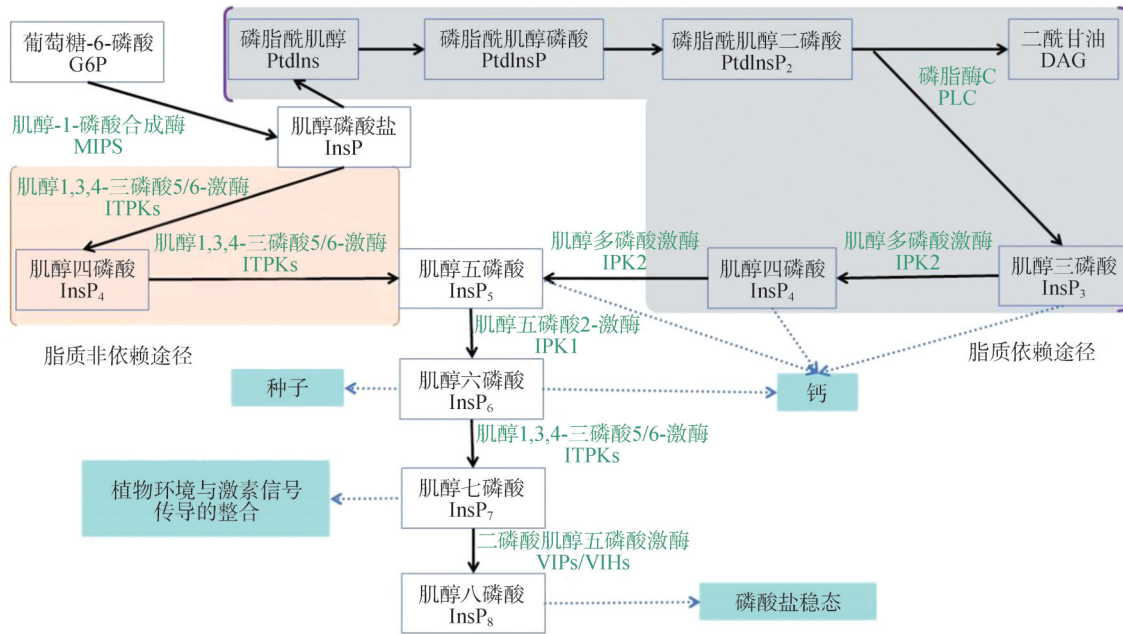 葡萄糖-6-磷酸
G6P
磷脂酰肌醇
PtdIns
磷脂酰肌醇磷酸
PtdInsP
磷脂酰肌醇二磷酸
PtdInsP₂
二酰甘油
DAG
磷脂酶C
PLC
肌醇-1-磷酸合成酶
MIPS
肌醇磷酸盐
InsP
肌醇1,3,4-三磷酸5/6-激酶
ITPKs
肌醇1,3,4-三磷酸5/6-激酶
ITPKs
肌醇四磷酸
InsP₄
肌醇五磷酸
InsP₅
肌醇多磷酸激酶
IPK2
肌醇四磷酸
InsP₄
肌醇多磷酸激酶
IPK2
肌醇三磷酸
InsP₃
脂质非依赖途径
肌醇五磷酸2-激酶
IPK1
脂质依赖途径
种子
肌醇六磷酸
InsP₆
钙
肌醇1,3,4-三磷酸5/6-激酶
ITPKs
植物环境与激素信号
传导的整合
肌醇七磷酸
InsP₇
二磷酸肌醇五磷酸激酶
VIPs/VIHs
肌醇八磷酸
InsP₈
磷酸盐稳态